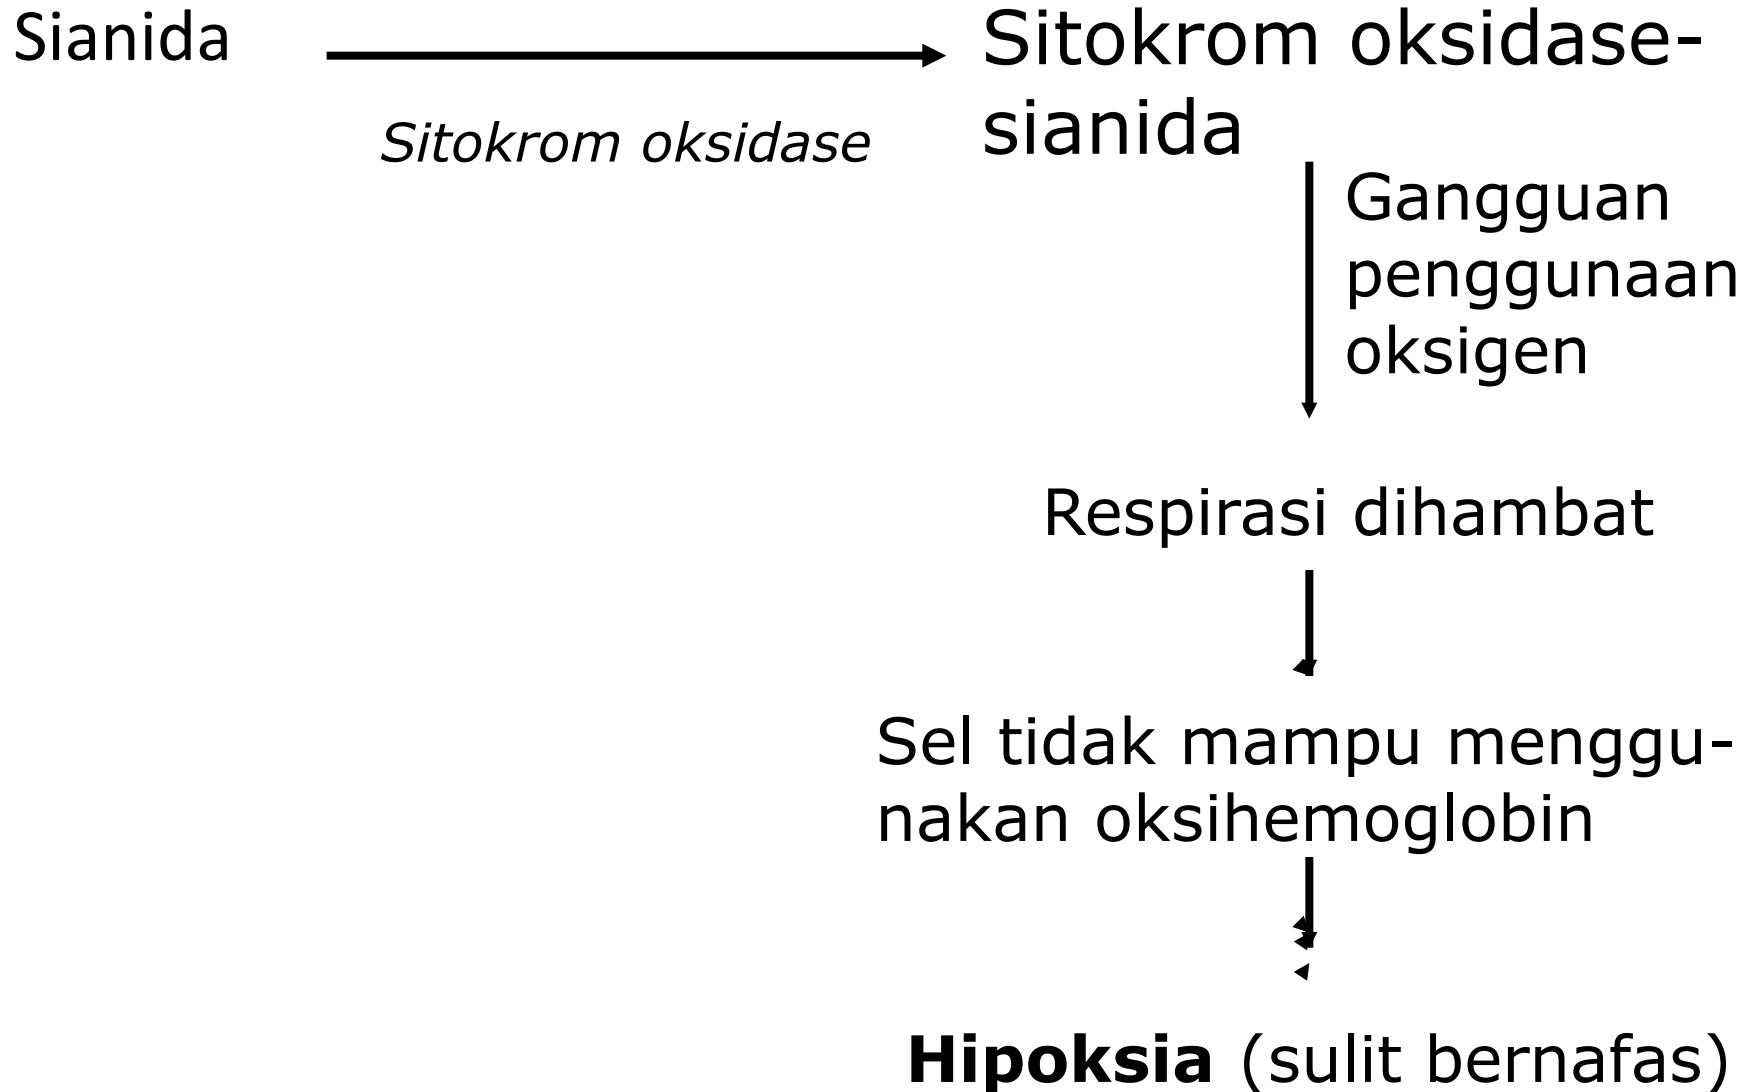 Sianida
Sitokrom oksidase
Sitokrom oksidase-
sianida
Gangguan
penggunaan
oksigen
Respirasi dihambat
Sel tidak mampu menggu-
nakan oksihemoglobin
Hipoksia (sulit bernafas)